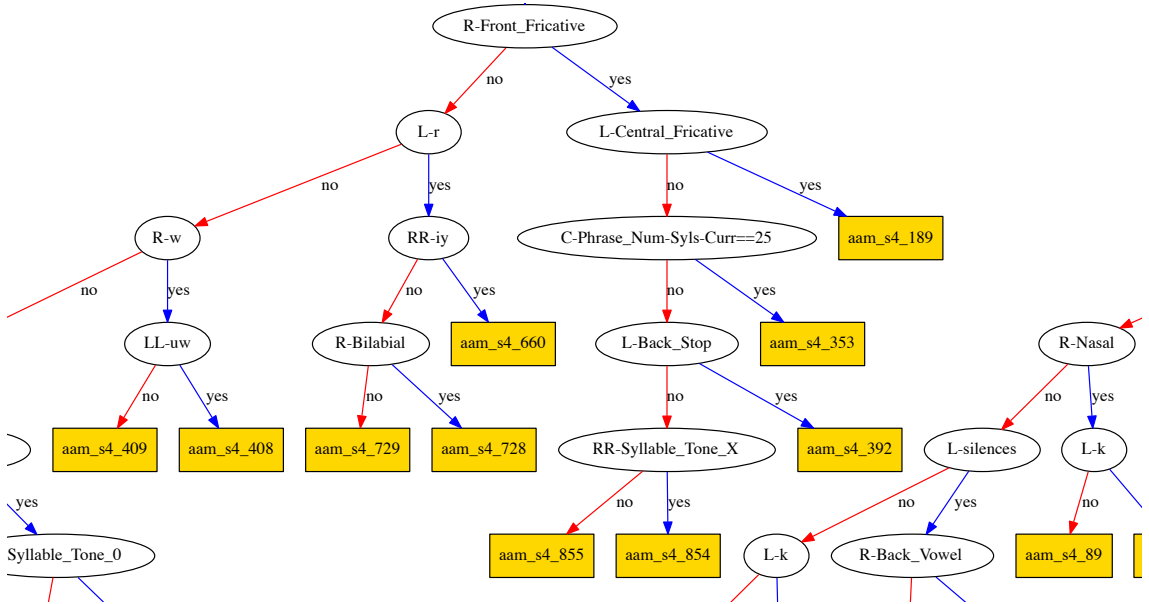 R-Front_Fricative
no
yes
L-r
L-Central_Fricative
no
yes
no
yes
R-w
RR-iy
C-Phrase_Num-Syls-Curr==25
aam_s4_189
no
yes
no
yes
no
yes
LL-uw
R-Bilabial
aam_s4_660
L-Back_Stop
aam_s4_353
R-Nasal
no
yes
no
yes
no
yes
no
yes
aam_s4_409
aam_s4_408
aam_s4_729
aam_s4_728
RR-Syllable_Tone_X
aam_s4_392
L-silences
L-k
yes
no
yes
no
yes
no
Syllable_Tone_0
aam_s4_855
aam_s4_854
L-k
R-Back_Vowel
aam_s4_89